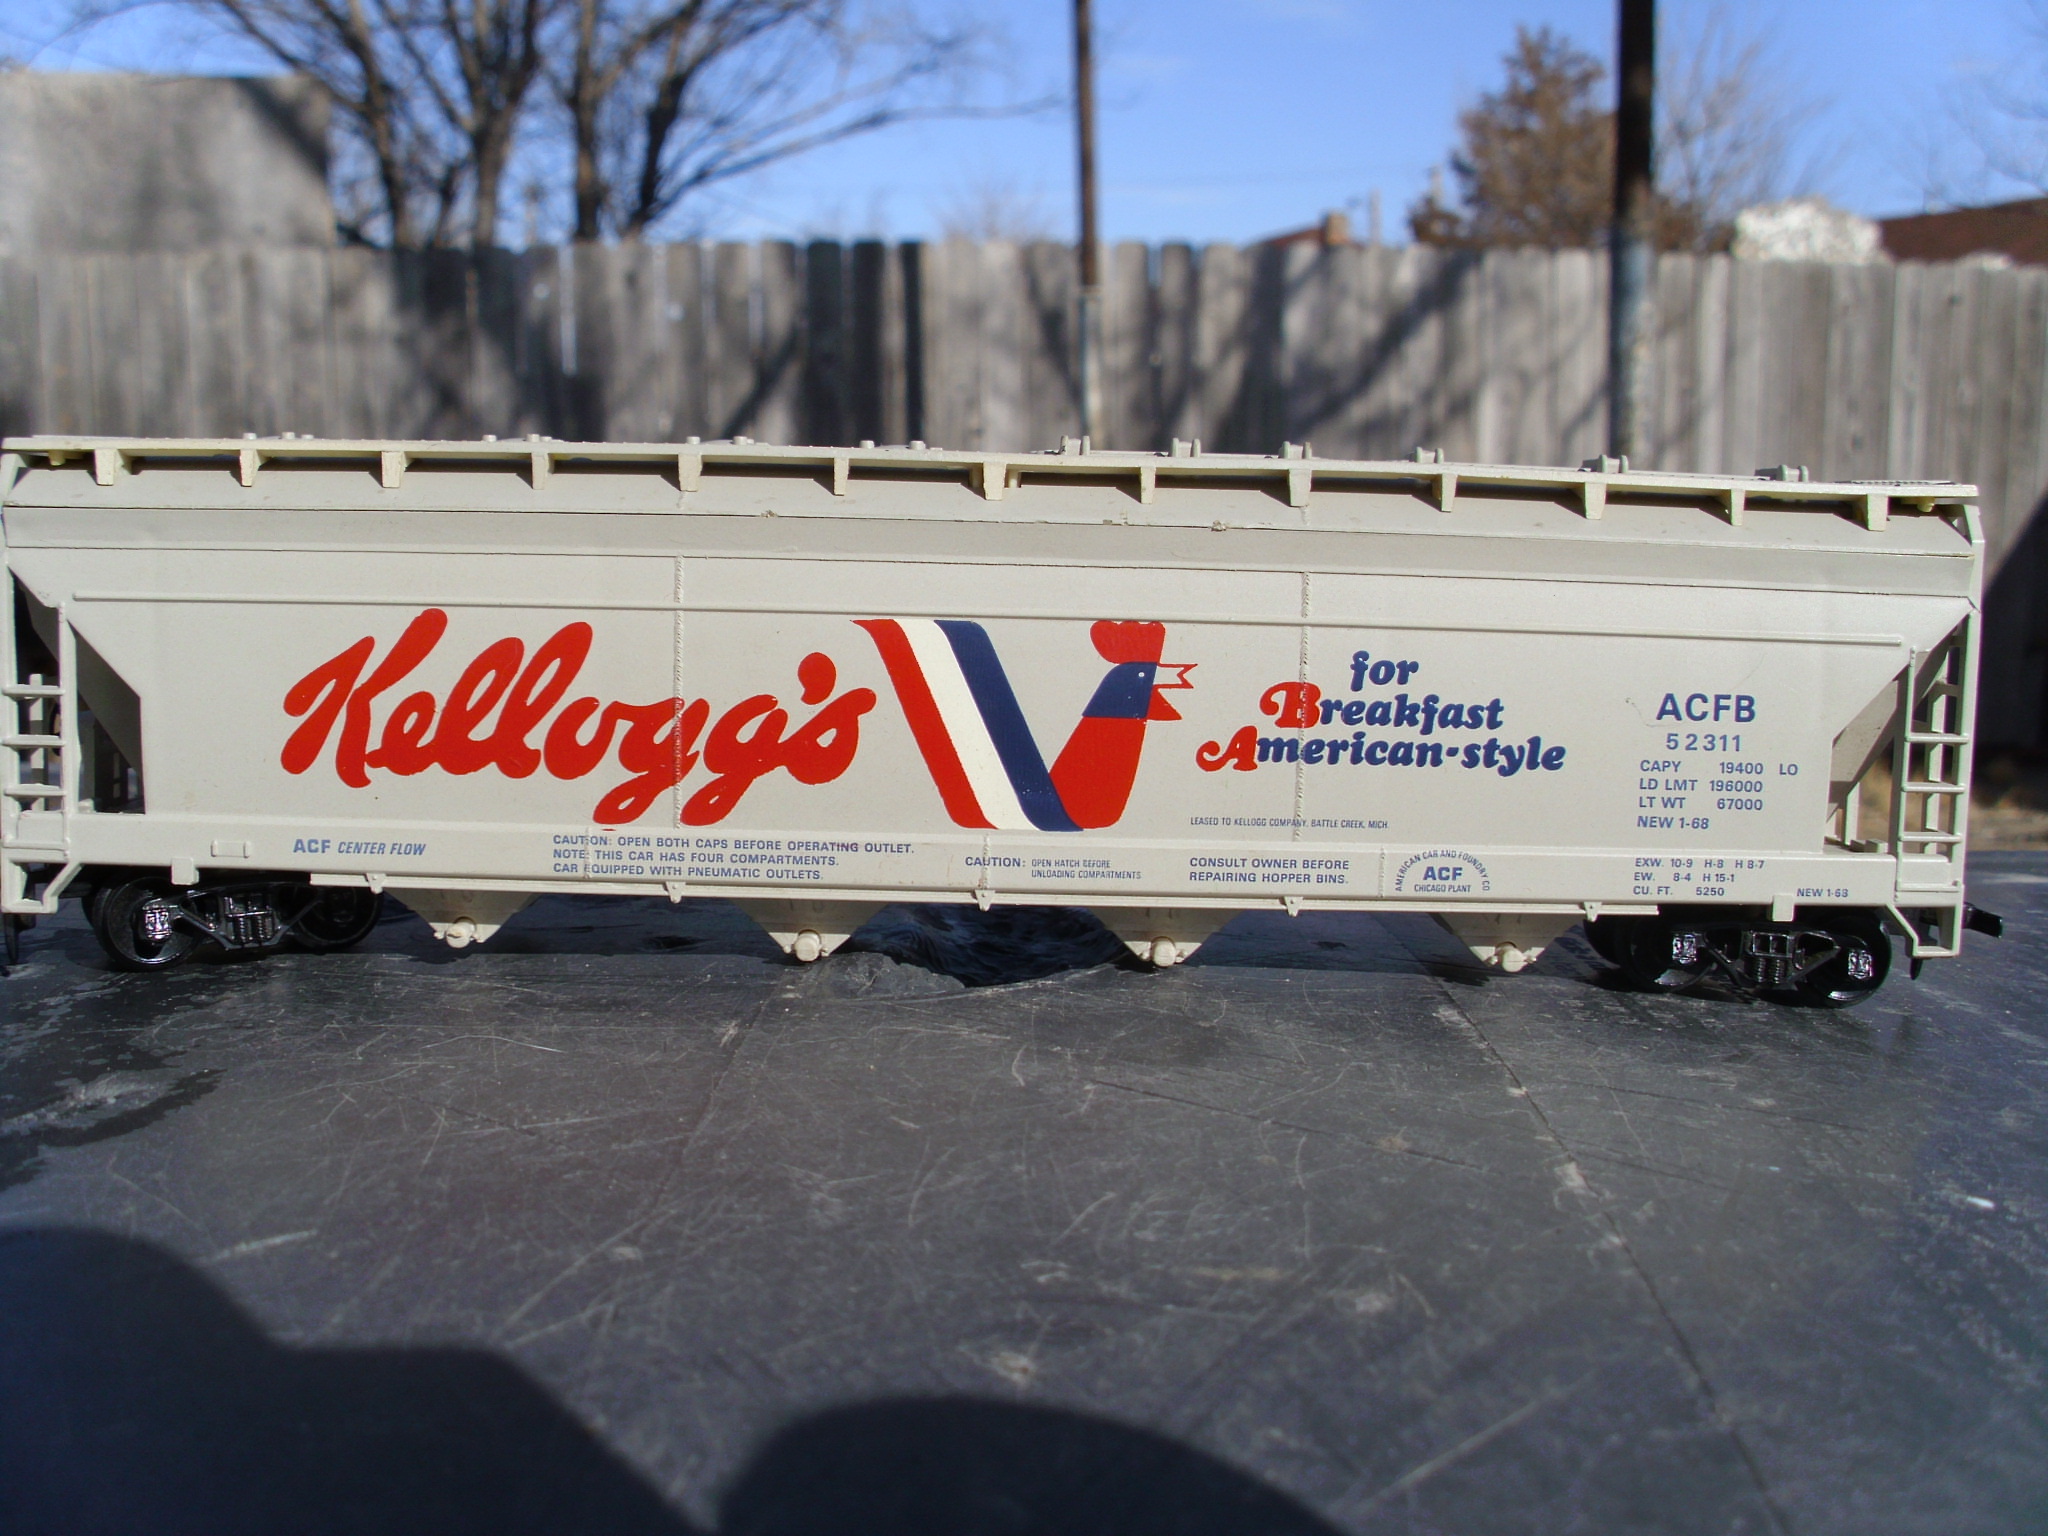 Kellogg's
for
Breakfast
American-style
ACFB
52311
CAPY 19400 LO
LD LMT 196000
LT WT 67000
NEW 1-68
LEASED TO KELLOGG COMPANY, BATTLE CREEK, MICH.
ACF CENTER FLOW
CAUTION: OPEN BOTH CAPS BEFORE OPERATING OUTLET.
NOTE: THIS CAR HAS FOUR COMPARTMENTS.
CAR EQUIPPED WITH PNEUMATIC OUTLETS.
CAUTION: OPEN HATCH BEFORE
UNLOADING COMPARTMENTS
CONSULT OWNER BEFORE
REPAIRING HOPPER BINS.
AMERICAN CAR AND FOUNDRY CO
ACF
CHICAGO PLANT
EXW. 10-9 H-8 H 8-7
EW. 8-4 H 15-1
CU. FT. 5250
NEW 1-68